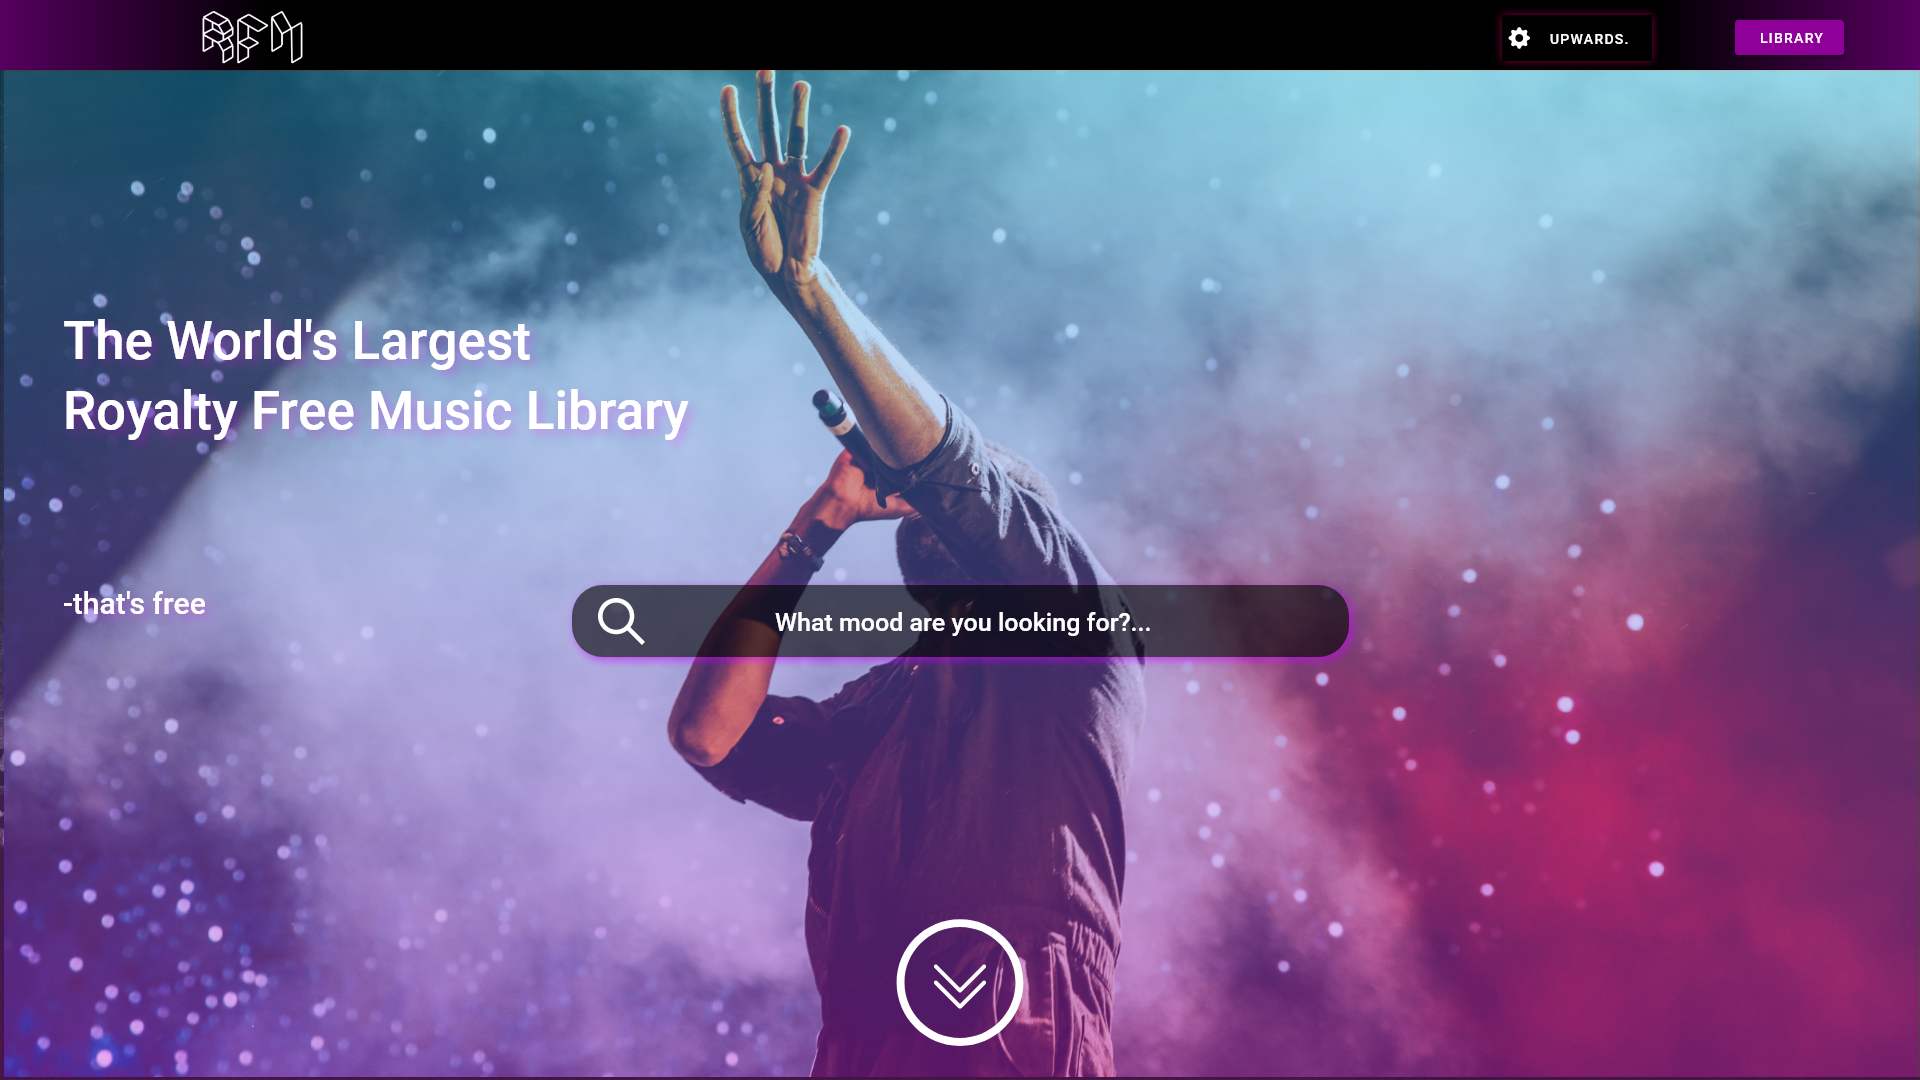 RFM
UPWARDS.
LIBRARY
The World's Largest
Royalty Free Music Library
-that's free
What mood are you looking for?...